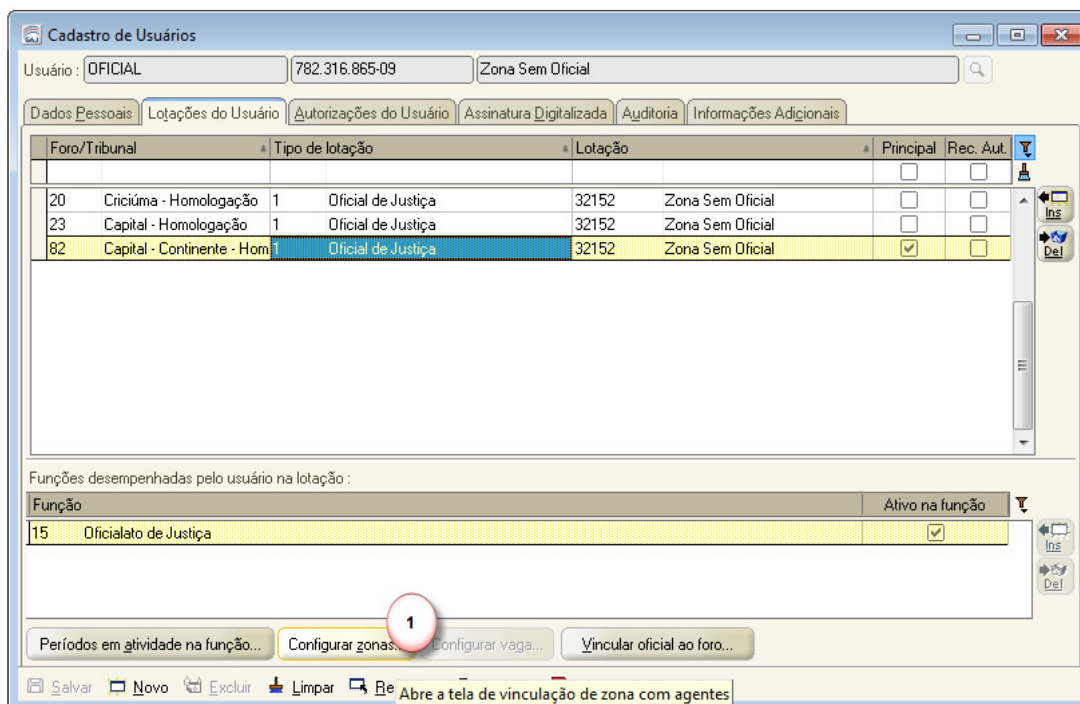 Cadastro de Usuários
Usuário : OFICIAL 782.316.865-09 Zona Sem Oficial
Dados Pessoais Lotações do Usuário Autorizações do Usuário Assinatura Digitalizada Auditoria Informações Adicionais
Foro/Tribunal Tipo de lotação Lotação Principal Rec. Aut.
20 Criciúma - Homologação 1 Oficial de Justiça 32152 Zona Sem Oficial
Ins
23 Capital - Homologação 1 Oficial de Justiça 32152 Zona Sem Oficial
82 Capital - Continente - Hom 1 Oficial de Justiça 32152 Zona Sem Oficial
Del
Funções desempenhadas pelo usuário na lotação :
Função Ativo na função
15 Oficialato de Justiça
Ins
Del
1
Períodos em atividade na função... Configurar zonas... Configurar vaga... Vincular oficial ao foro...
Salvar Novo Excluir Limpar Re
Abre a tela de vinculação de zona com agentes